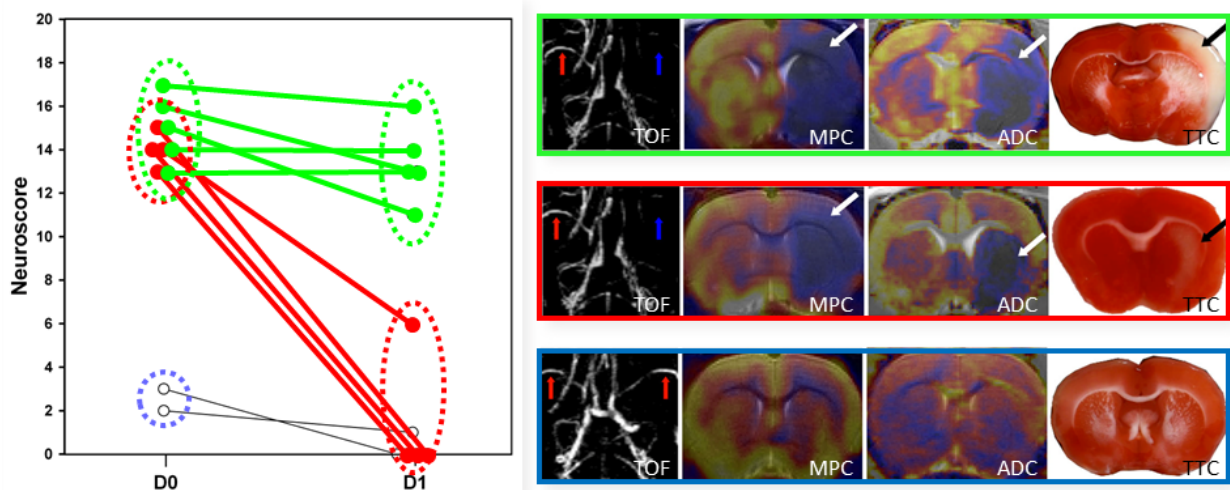 Neuroscore
20
18
16
14
12
10
8
6
4
2
0
D0 D1
TOF MPC ADC TTC
TOF MPC ADC TTC
TOF MPC ADC TTC